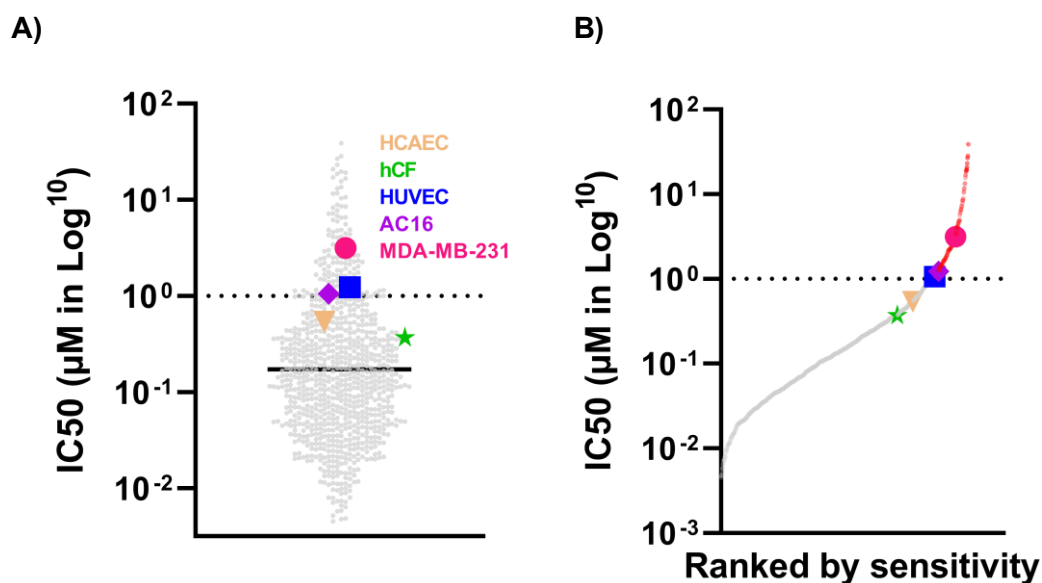 A)
B)
IC50 (µM in Log¹⁰)
10²
10¹
10⁰
10⁻¹
10⁻²
HCAEC
hCF
HUVEC
AC16
MDA-MB-231
IC50 (µM in Log¹⁰)
10²
10¹
10⁰
10⁻¹
10⁻²
10⁻³
Ranked by sensitivity